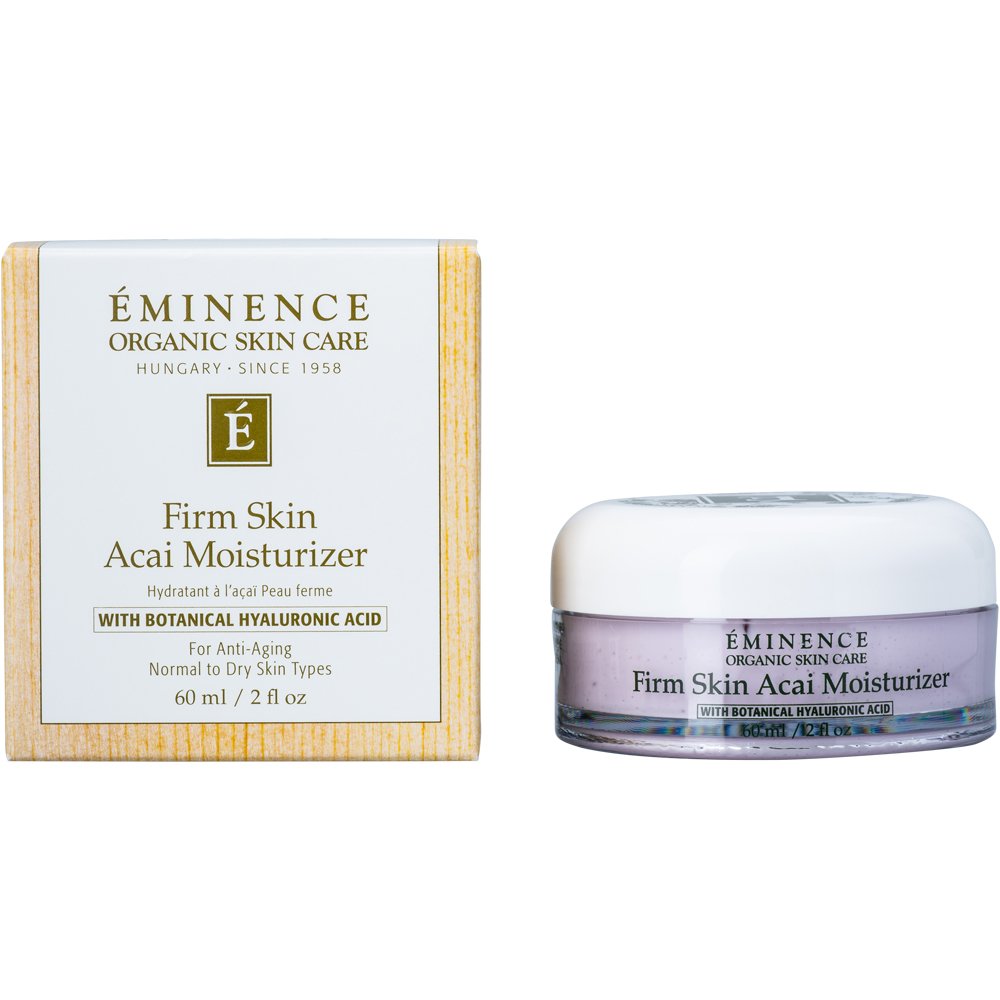 ÉMINENCE
ORGANIC SKIN CARE
HUNGARY · SINCE 1958
É
Firm Skin
Acai Moisturizer
Hydratant à l'açaï Peau ferme
WITH BOTANICAL HYALURONIC ACID
For Anti-Aging
Normal to Dry Skin Types
60 ml / 2 fl oz
ÉMINENCE
ORGANIC SKIN CARE
Firm Skin Acai Moisturizer
WITH BOTANICAL HYALURONIC ACID
60 ml / 2 fl oz